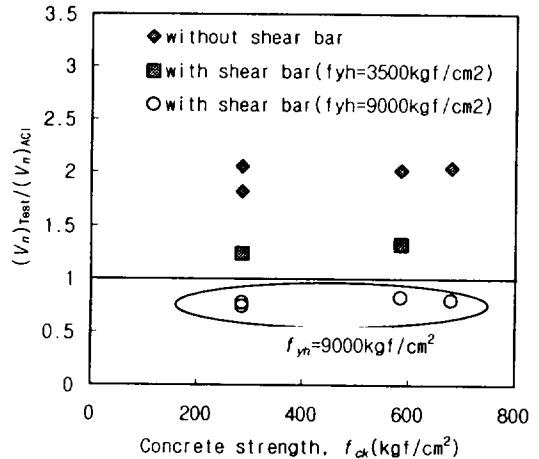 3.5
◆without shear bar
3
■with shear bar(fyh=3500kgf/cm2)
2.5
○with shear bar(fyh=9000kgf/cm2)
2
1.5
1
0.5
0
(Vn)Test/(Vn)ACI
fyh=9000kgf/cm²
0 200 400 600 800
Concrete strength, fck(kgf/cm²)